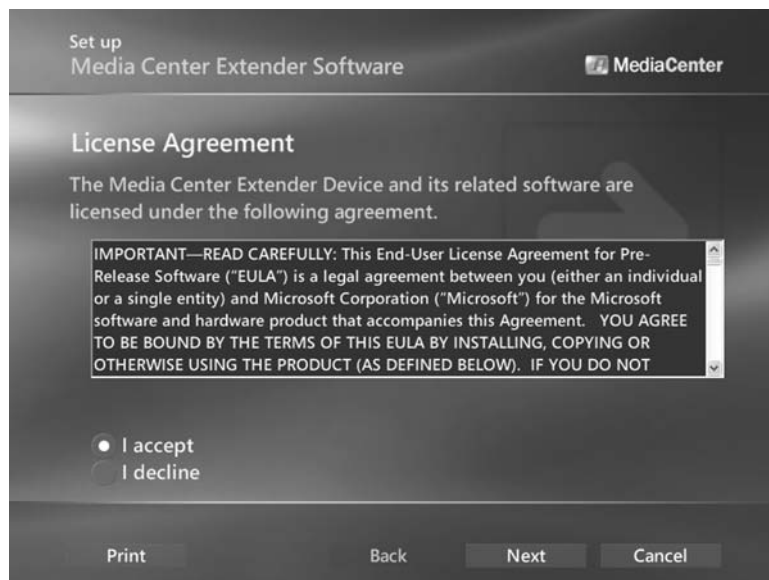 Set up
Media Center Extender Software
MediaCenter
License Agreement
The Media Center Extender Device and its related software are
licensed under the following agreement.
IMPORTANT—READ CAREFULLY: This End-User License Agreement for Pre-
Release Software (“EULA”) is a legal agreement between you (either an individual
or a single entity) and Microsoft Corporation (“Microsoft”) for the Microsoft
software and hardware product that accompanies this Agreement.   YOU AGREE
TO BE BOUND BY THE TERMS OF THIS EULA BY INSTALLING, COPYING OR
OTHERWISE USING THE PRODUCT (AS DEFINED BELOW).  IF YOU DO NOT
I accept
I decline
Print Back Next Cancel